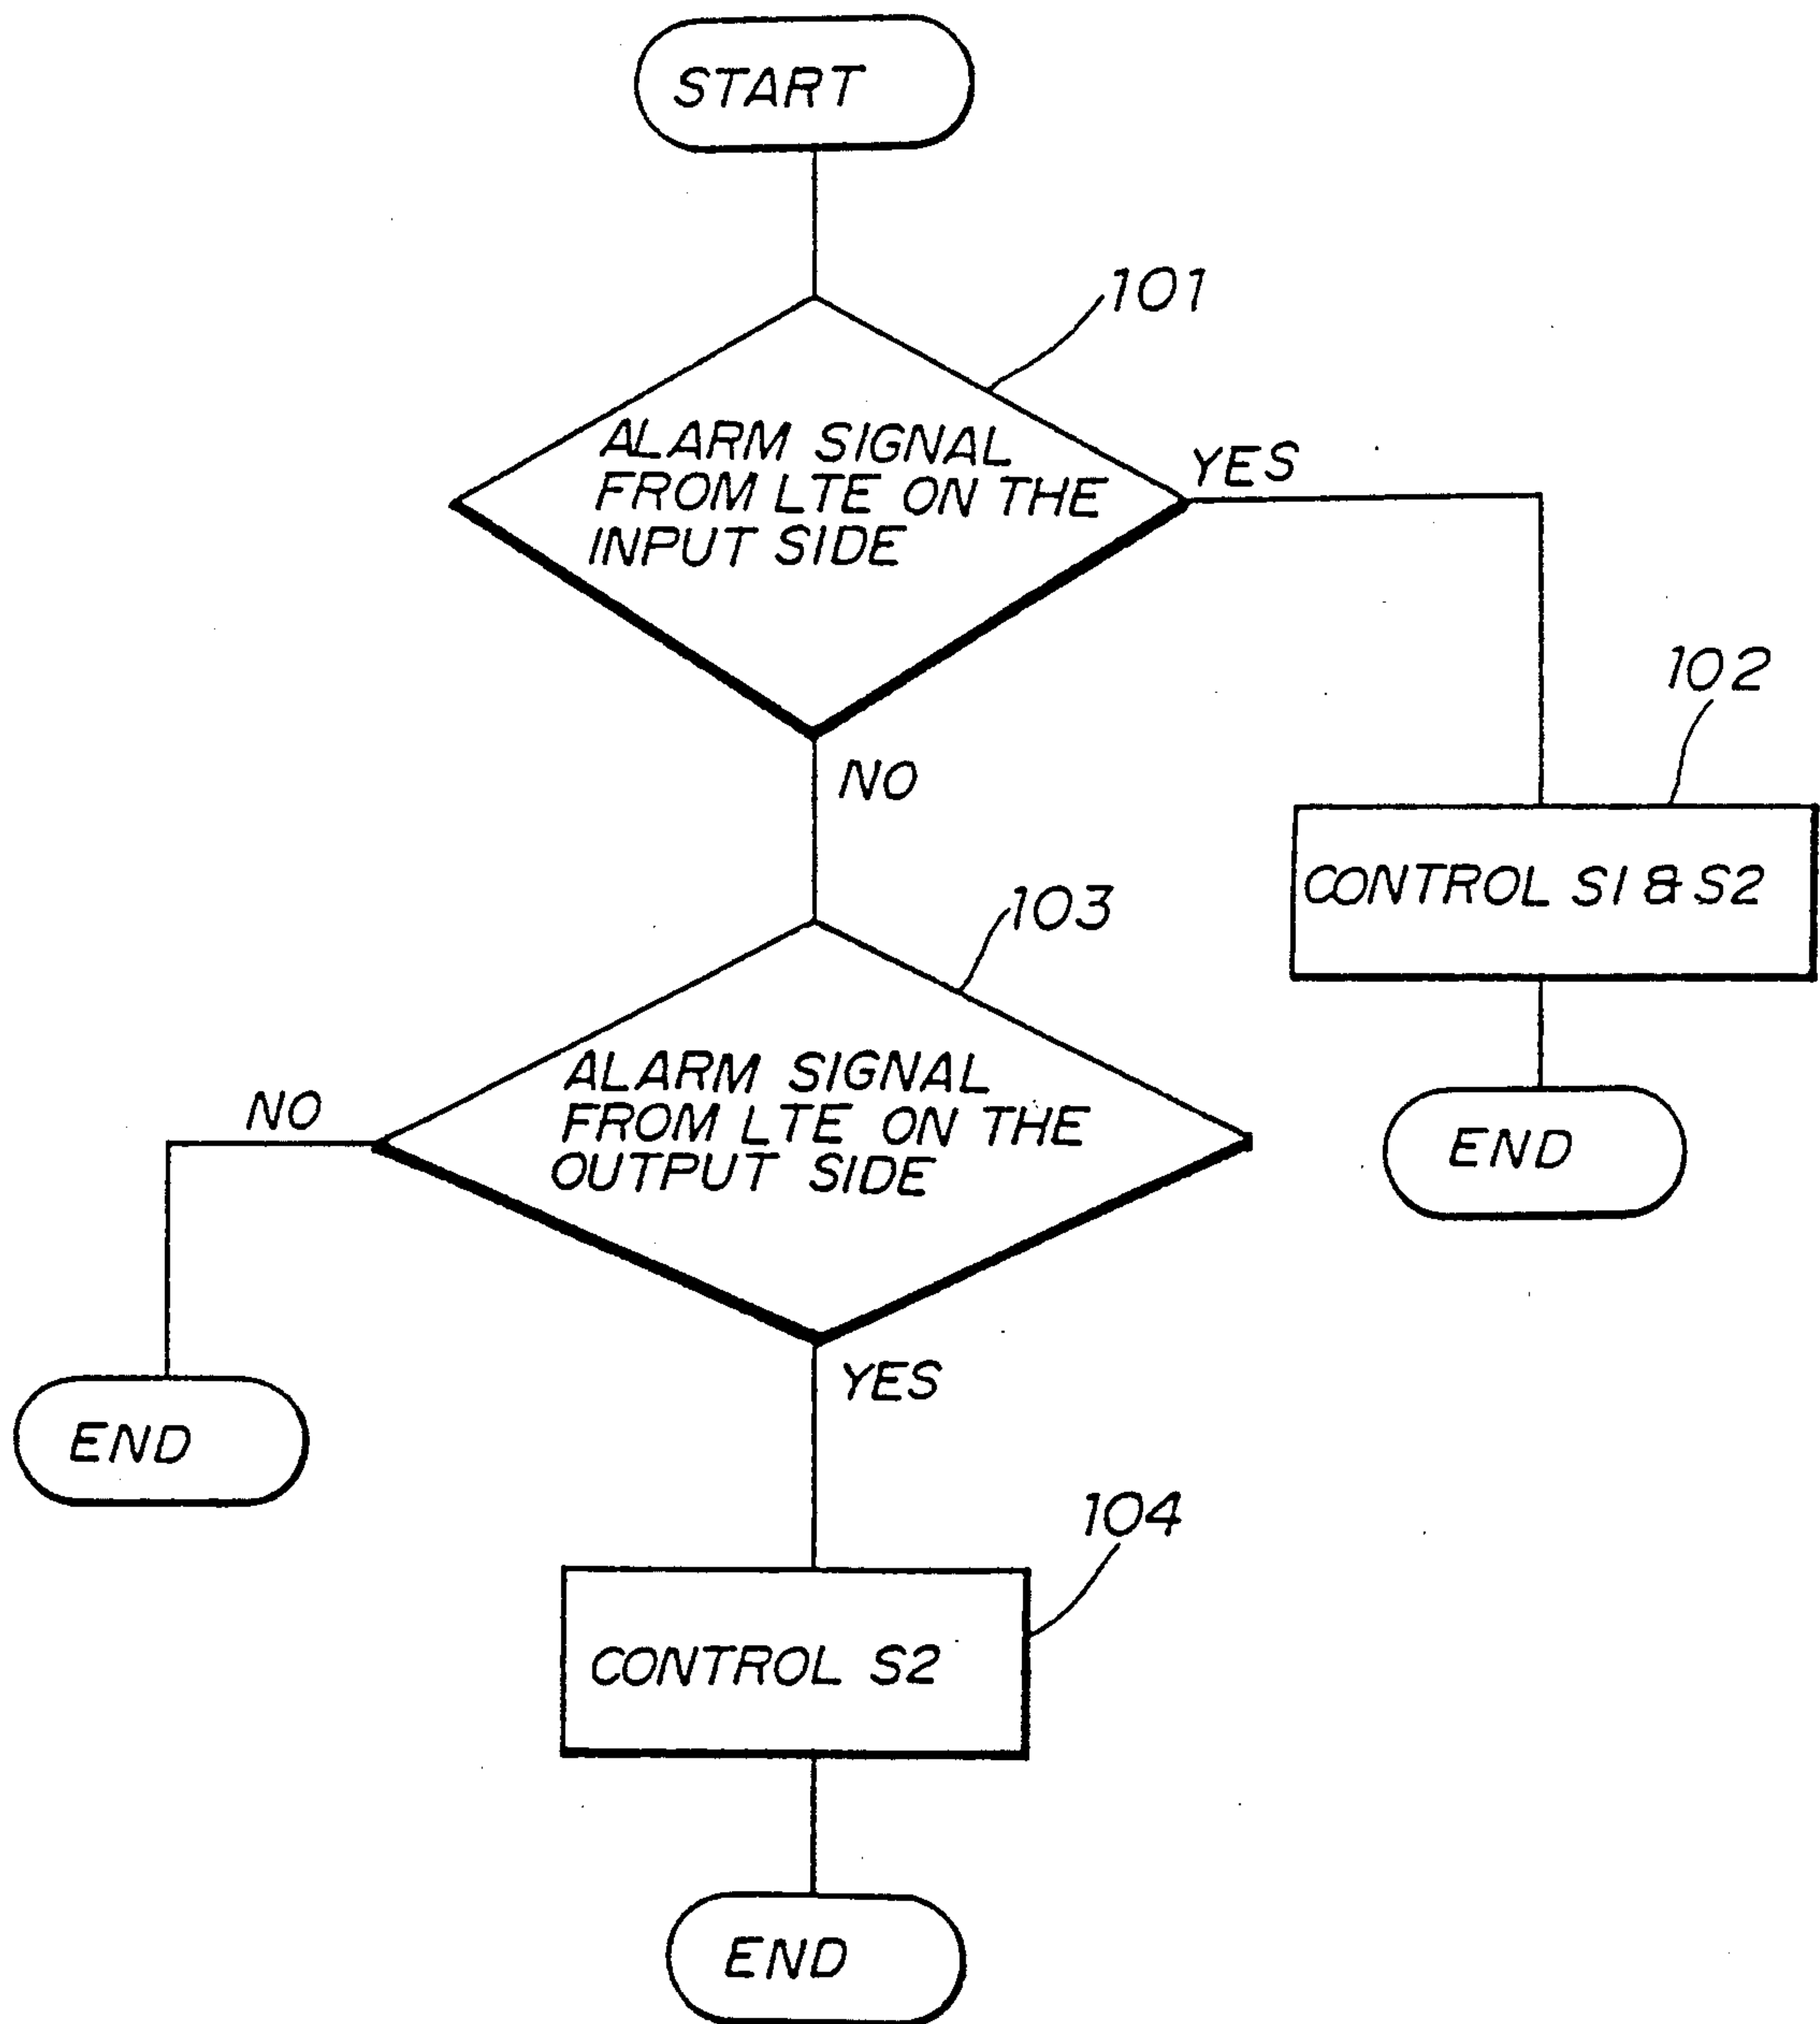 START
101
ALARM SIGNAL
FROM LTE ON THE
INPUT SIDE
YES
102
NO
CONTROL S1 & S2
103
ALARM SIGNAL
FROM LTE ON THE
OUTPUT SIDE
NO
END
YES
END
104
CONTROL S2
END